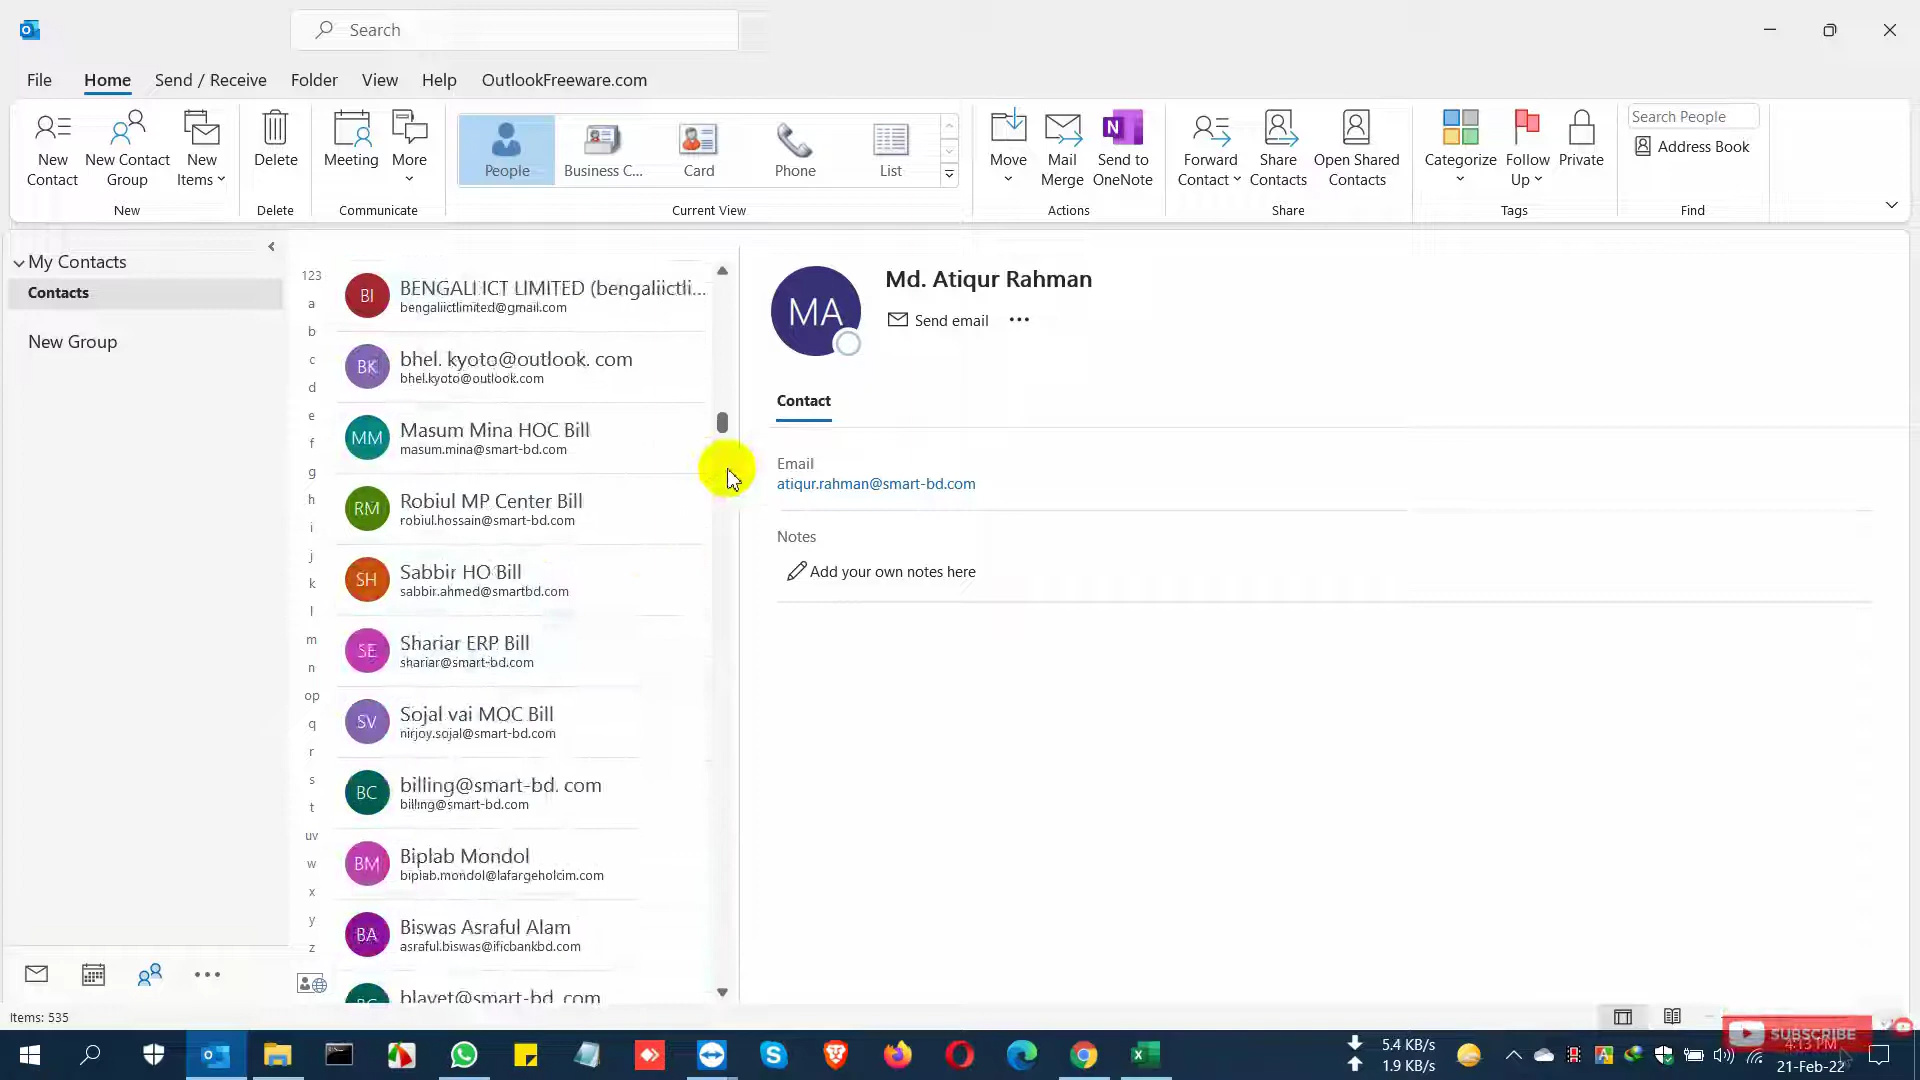 Search
File Home Send / Receive Folder View Help OutlookFreeware.com
New Contact
New Contact Group
New Items
New
Delete
Delete
Meeting
More
Communicate
People
Business C...
Card
Phone
List
Current View
Move
Mail Merge
Send to OneNote
Actions
Forward Contact
Share Contacts
Open Shared Contacts
Share
Categorize
Follow Up
Private
Tags
Search People
Address Book
Find
My Contacts
Contacts
New Group
123
a
b
c
d
e
f
g
h
i
j
k
l
m
n
op
q
r
s
t
uv
w
x
y
z
BI
BENGALI ICT LIMITED (bengaliictli...
bengaliictlimited@gmail.com
BK
bhel. kyoto@outlook. com
bhel.kyoto@outlook.com
MM
Masum Mina HOC Bill
masum.mina@smart-bd.com
RM
Robiul MP Center Bill
robiul.hossain@smart-bd.com
SH
Sabbir HO Bill
sabbir.ahmed@smartbd.com
SE
Shariar ERP Bill
shariar@smart-bd.com
SV
Sojal vai MOC Bill
nirjoy.sojal@smart-bd.com
BC
billing@smart-bd. com
billing@smart-bd.com
BM
Biplab Mondol
biplab.mondol@lafargeholcim.com
BA
Biswas Asraful Alam
asraful.biswas@ificbankbd.com
blavet@smart-bd. com
MA
Md. Atiqur Rahman
Send email
Contact
Email
atiqur.rahman@smart-bd.com
Notes
Add your own notes here
Items: 535
SUBSCRIBE
5.4 KB/s
1.9 KB/s
4:13 PM
21-Feb-22